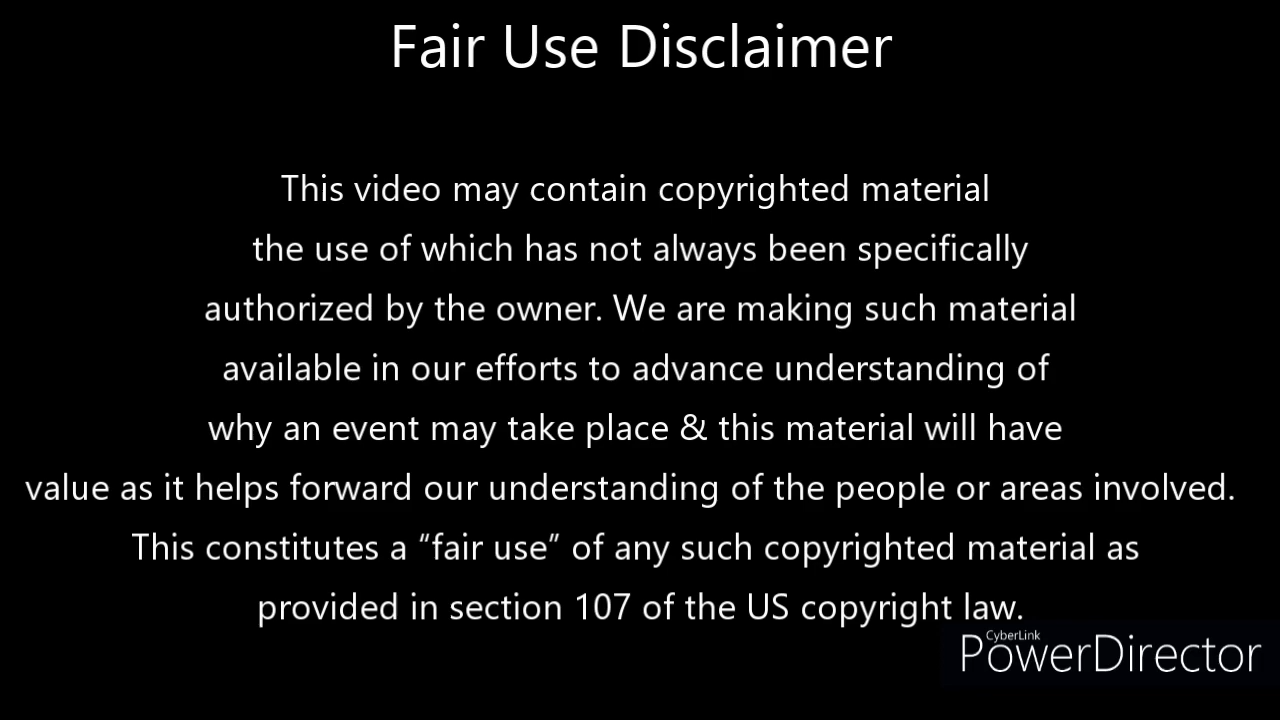 Fair Use Disclaimer
This video may contain copyrighted material
the use of which has not always been specifically
authorized by the owner. We are making such material
available in our efforts to advance understanding of
why an event may take place & this material will have
value as it helps forward our understanding of the people or areas involved.
This constitutes a “fair use” of any such copyrighted material as
provided in section 107 of the US copyright law.
CyberLink
PowerDirector